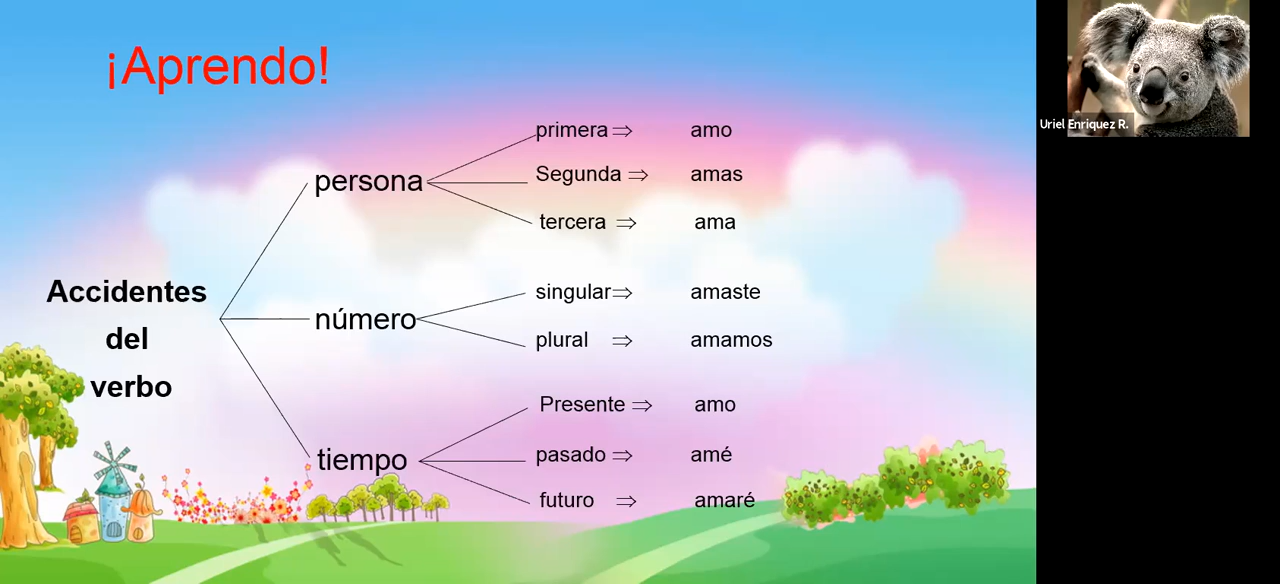 ¡Aprendo!
Uriel Enriquez R.
Accidentes
del
verbo
persona
primera ⇒ amo
Segunda ⇒ amas
tercera ⇒ ama
número
singular⇒ amaste
plural ⇒ amamos
tiempo
Presente ⇒ amo
pasado ⇒ amé
futuro ⇒ amaré